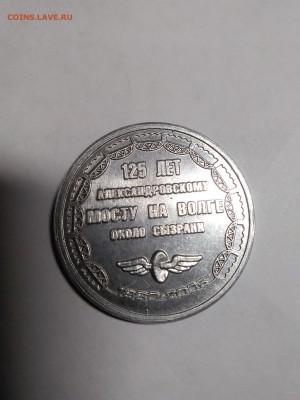 COINS.LAVE.RU
125 ЛЕТ
АЛЕКСАНДРОВСКОМУ
МОСТУ НА ВОЛГЕ
ОКОЛО СЫЗРАНИ